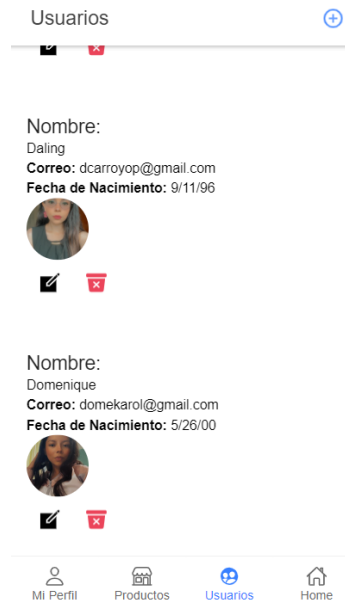 Usuarios
Nombre:
Daling
Correo: dcarroyop@gmail.com
Fecha de Nacimiento: 9/11/96
Nombre:
Domenique
Correo: domekarol@gmail.com
Fecha de Nacimiento: 5/26/00
Mi Perfil Productos Usuarios Home